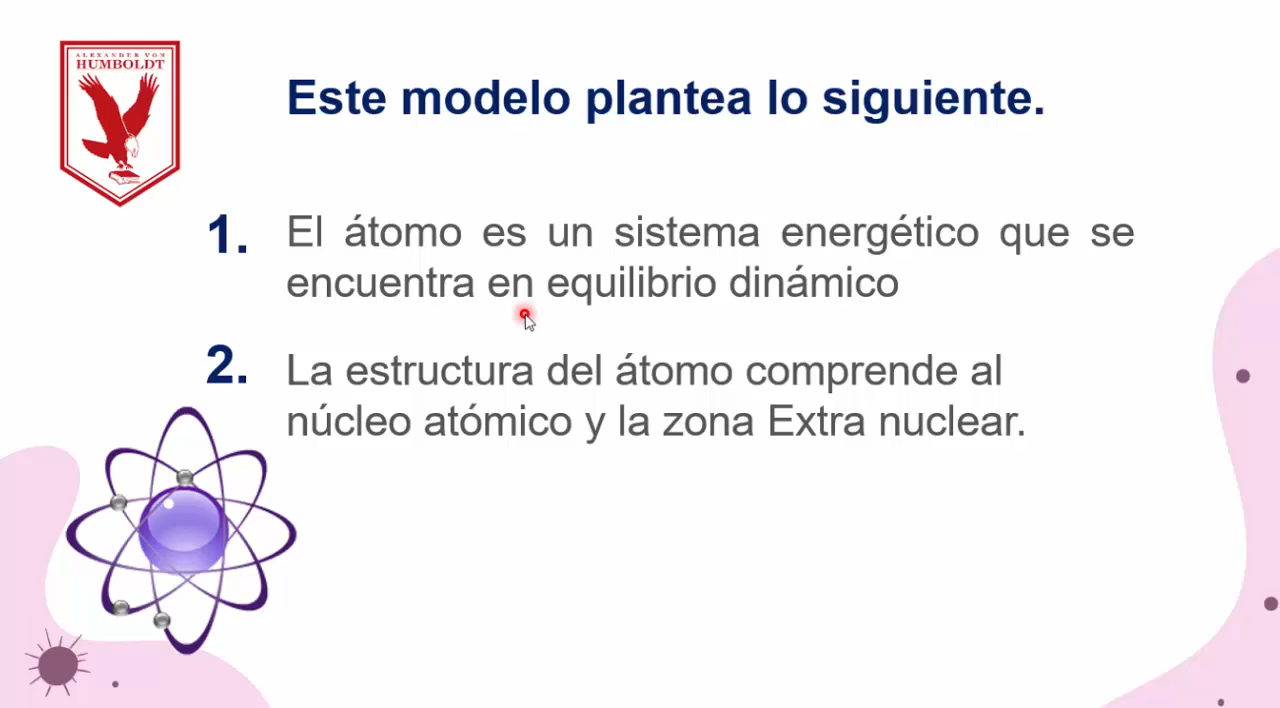 ALEXANDER VON
HUMBOLDT
Este modelo plantea lo siguiente.
1. El átomo es un sistema energético que se
encuentra en equilibrio dinámico
2. La estructura del átomo comprende al
núcleo atómico y la zona Extra nuclear.